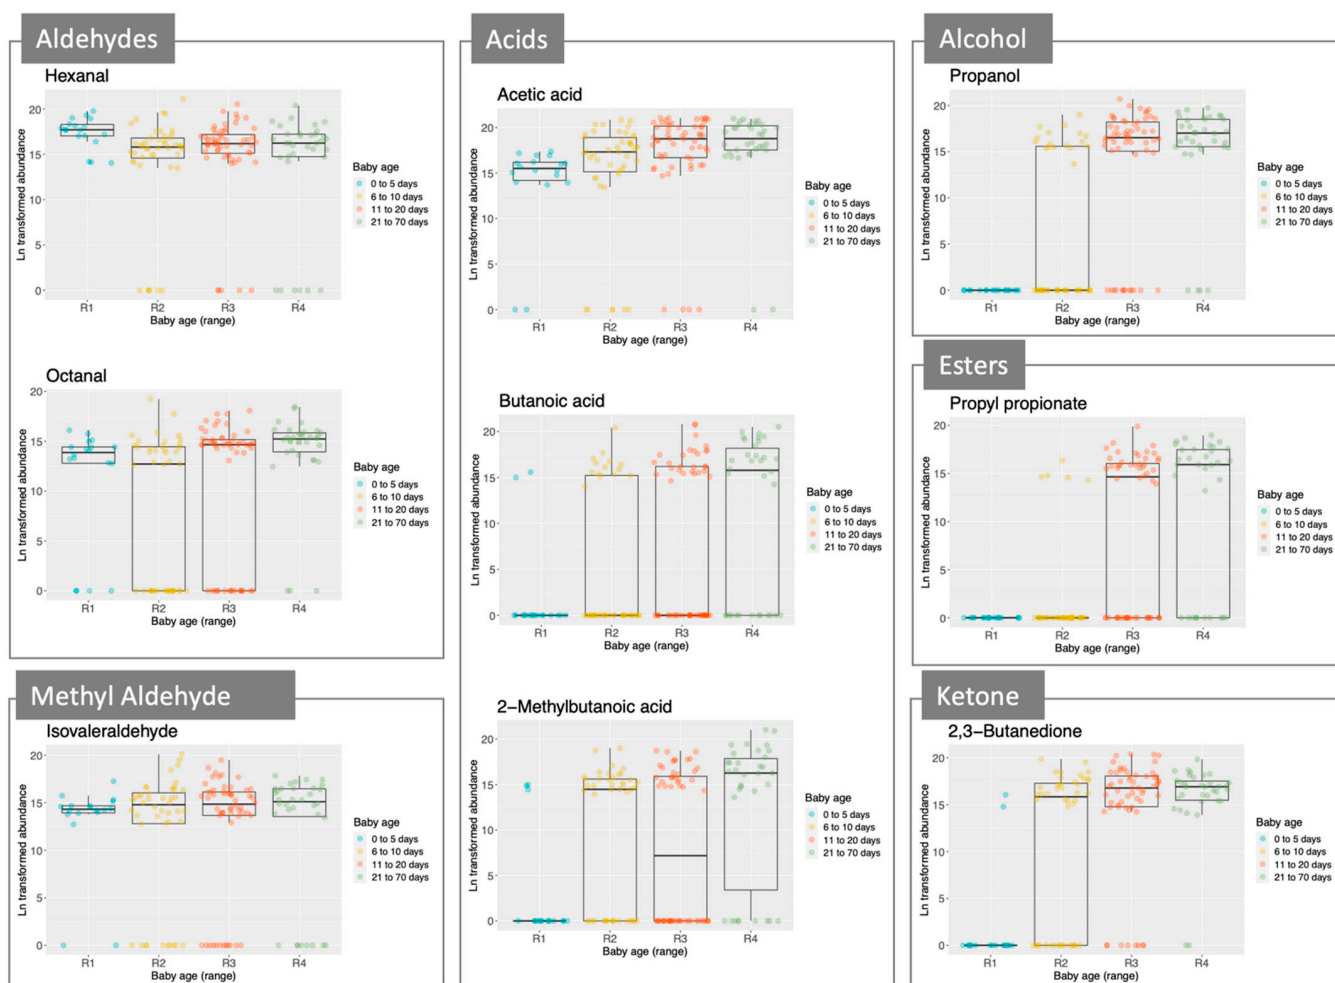 Aldehydes
Hexanal
Ln transformed abundance
20
15
10
5
0
R1 R2 R3 R4
Baby age (range)
Baby age
0 to 5 days
6 to 10 days
11 to 20 days
21 to 70 days
Octanal
Ln transformed abundance
20
15
10
5
0
R1 R2 R3 R4
Baby age (range)
Baby age
0 to 5 days
6 to 10 days
11 to 20 days
21 to 70 days
Methyl Aldehyde
Isovaleraldehyde
Ln transformed abundance
20
15
10
5
0
R1 R2 R3 R4
Baby age (range)
Baby age
0 to 5 days
6 to 10 days
11 to 20 days
21 to 70 days
Acids
Acetic acid
Ln transformed abundance
20
15
10
5
0
R1 R2 R3 R4
Baby age (range)
Baby age
0 to 5 days
6 to 10 days
11 to 20 days
21 to 70 days
Butanoic acid
Ln transformed abundance
20
15
10
5
0
R1 R2 R3 R4
Baby age (range)
Baby age
0 to 5 days
6 to 10 days
11 to 20 days
21 to 70 days
2−Methylbutanoic acid
Ln transformed abundance
20
15
10
5
0
R1 R2 R3 R4
Baby age (range)
Baby age
0 to 5 days
6 to 10 days
11 to 20 days
21 to 70 days
Alcohol
Propanol
Ln transformed abundance
20
15
10
5
0
R1 R2 R3 R4
Baby age (range)
Baby age
0 to 5 days
6 to 10 days
11 to 20 days
21 to 70 days
Esters
Propyl propionate
Ln transformed abundance
20
15
10
5
0
R1 R2 R3 R4
Baby age (range)
Baby age
0 to 5 days
6 to 10 days
11 to 20 days
21 to 70 days
Ketone
2,3−Butanedione
Ln transformed abundance
20
15
10
5
0
R1 R2 R3 R4
Baby age (range)
Baby age
0 to 5 days
6 to 10 days
11 to 20 days
21 to 70 days